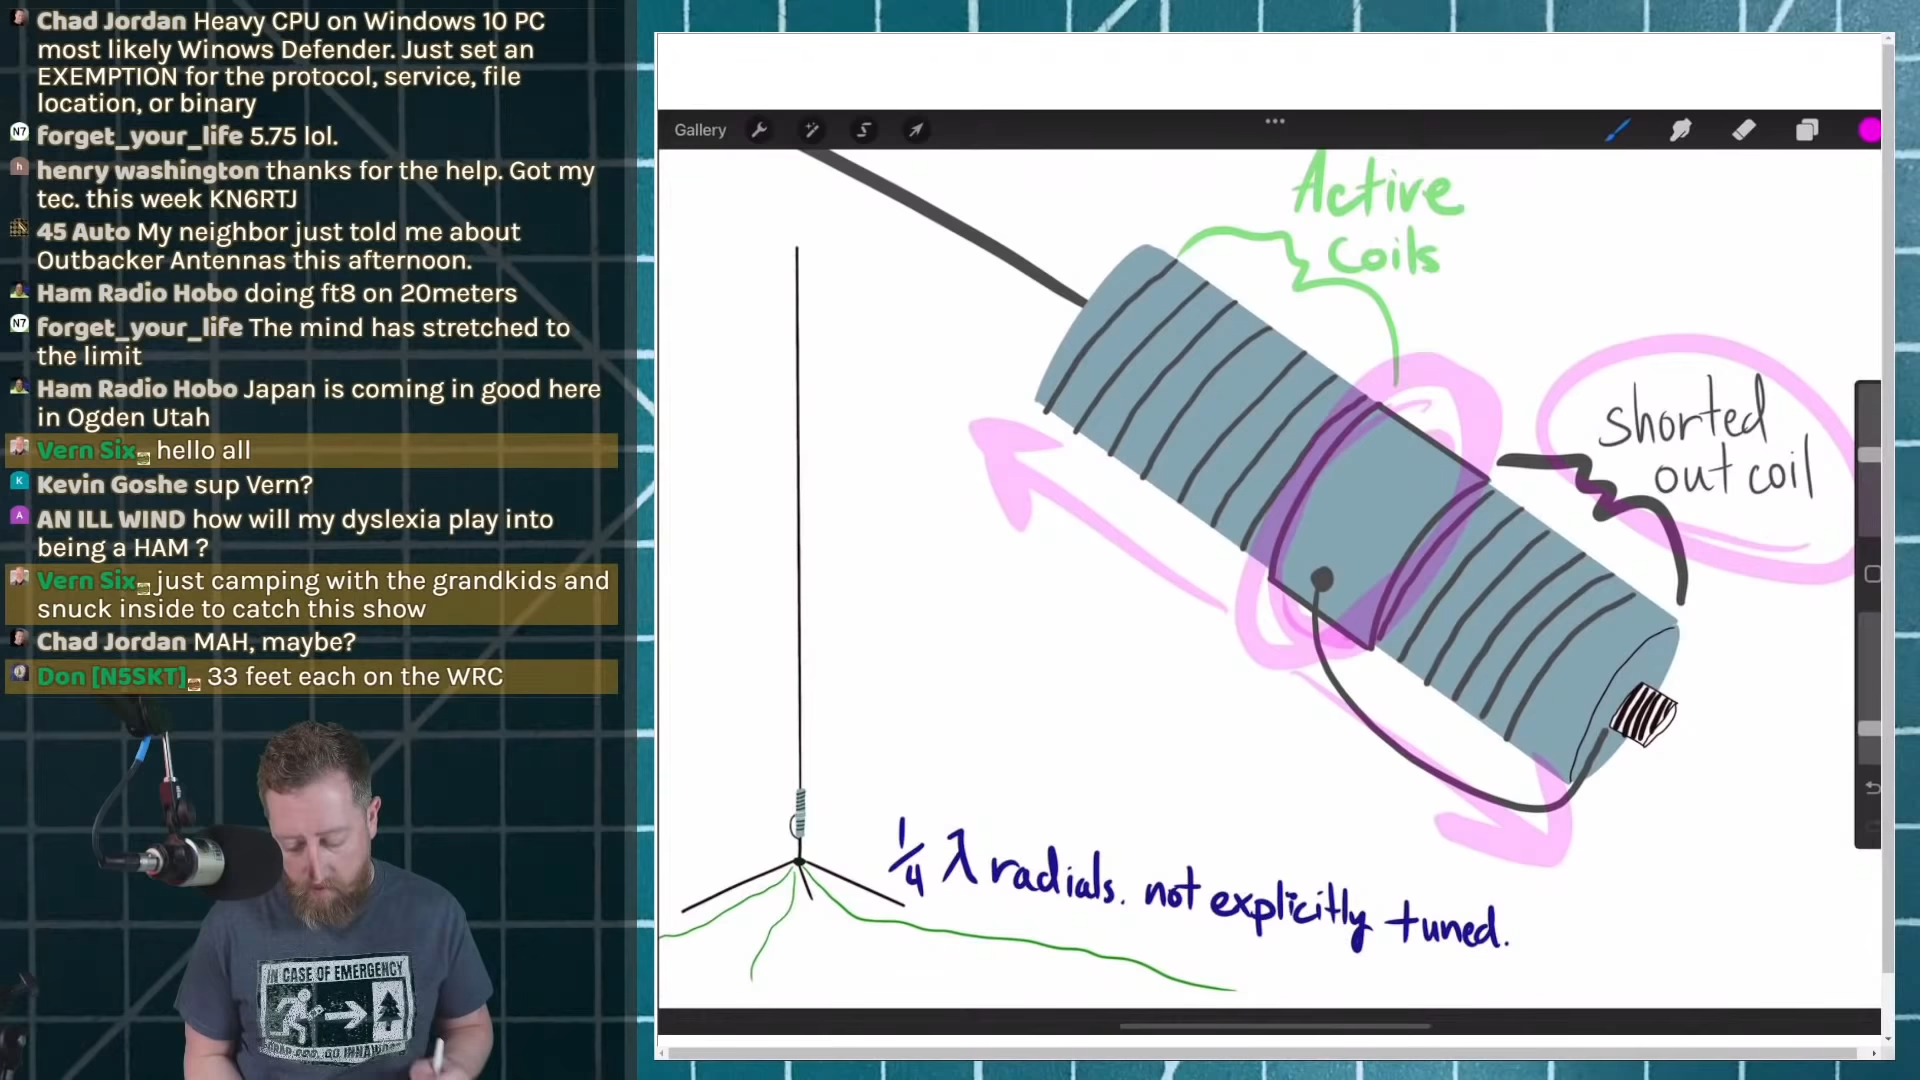 Chad Jordan Heavy CPU on Windows 10 PC
most likely Winows Defender. Just set an
EXEMPTION for the protocol, service, file
location, or binary
N7 forget_your_life 5.75 lol.
h henry washington thanks for the help. Got my
tec. this week KN6RTJ
45 Auto My neighbor just told me about
Outbacker Antennas this afternoon.
Ham Radio Hobo doing ft8 on 20meters
N7 forget_your_life The mind has stretched to
the limit
Ham Radio Hobo Japan is coming in good here
in Ogden Utah
Vern Six hello all
K Kevin Goshe sup Vern?
A AN ILL WIND how will my dyslexia play into
being a HAM ?
Vern Six just camping with the grandkids and
snuck inside to catch this show
Chad Jordan MAH, maybe?
Don [N5SKT] 33 feet each on the WRC
IN CASE OF EMERGENCY
Gallery
Active
Coils
shorted
out coil
1/4 λ radials. not explicitly tuned.